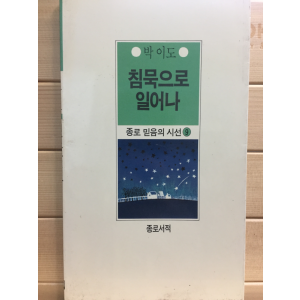 • 박 이 도 •
침묵으로
일어나
종로 믿음의 시선
종로서적